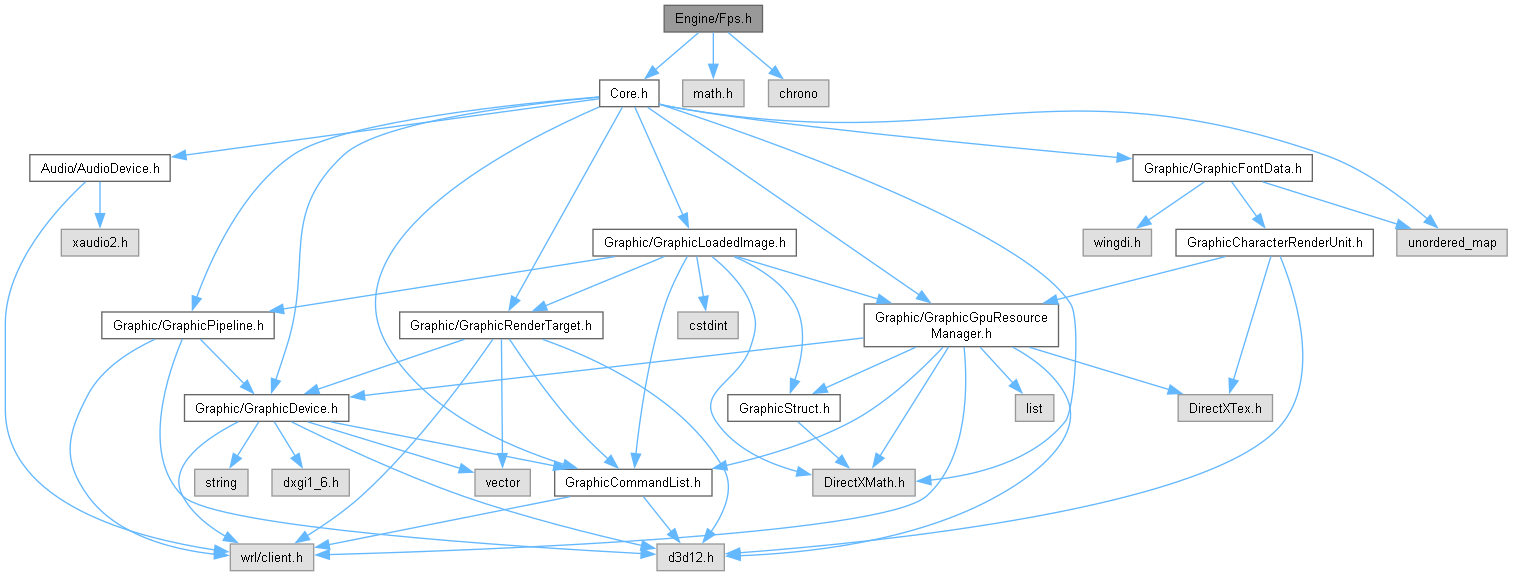 Engine/Fps.h
Core.h
math.h
chrono
Audio/AudioDevice.h
Graphic/GraphicFontData.h
xaudio2.h
Graphic/GraphicLoadedImage.h
wingdi.h
GraphicCharacterRenderUnit.h
unordered_map
Graphic/GraphicPipeline.h
Graphic/GraphicRenderTarget.h
cstdint
Graphic/GraphicGpuResource
Manager.h
Graphic/GraphicDevice.h
GraphicStruct.h
list
DirectXTex.h
string
dxgi1_6.h
vector
GraphicCommandList.h
DirectXMath.h
wrl/client.h
d3d12.h